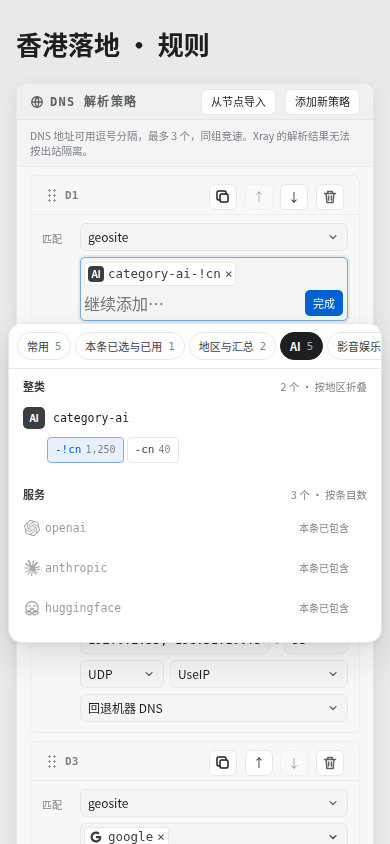 香港落地 • 规则
DNS 解析策略
从节点导入
添加新策略
DNS 地址可用逗号分隔，最多 3 个，同组竞速。Xray 的解析结果无法
按出站隔离。
D1
匹配
geosite
AI category-ai-!cn ×
继续添加…
完成
常用 5
本条已选与已用 1
地区与汇总 2
AI 5
影音娱乐
整类
2 个 • 按地区折叠
AI category-ai
-!cn 1,250
-cn 40
服务
3 个 • 按条目数
openai
本条已包含
anthropic
本条已包含
huggingface
本条已包含
UDP
UseIP
回退机器 DNS
D3
匹配
geosite
google ×